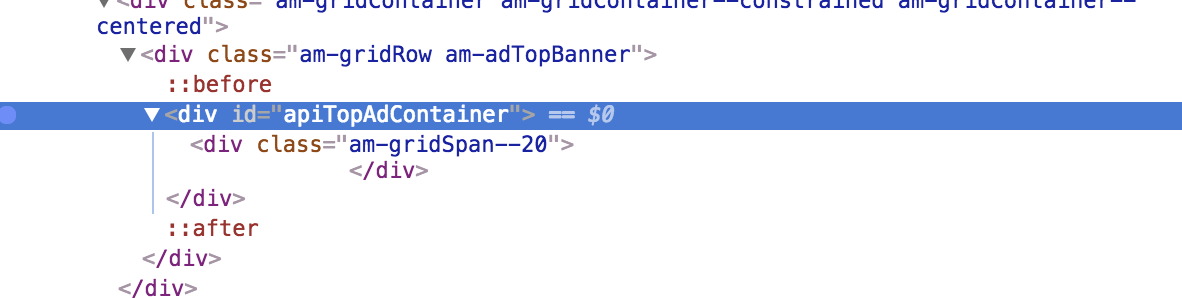 <div class="am-gridContainer am-gridContainer--constrained am-gridContainer--
centered">
▼<div class="am-gridRow am-adTopBanner">
::before
▼<div id="apiTopAdContainer"> == $0
<div class="am-gridSpan--20">
</div>
</div>
::after
</div>
</div>